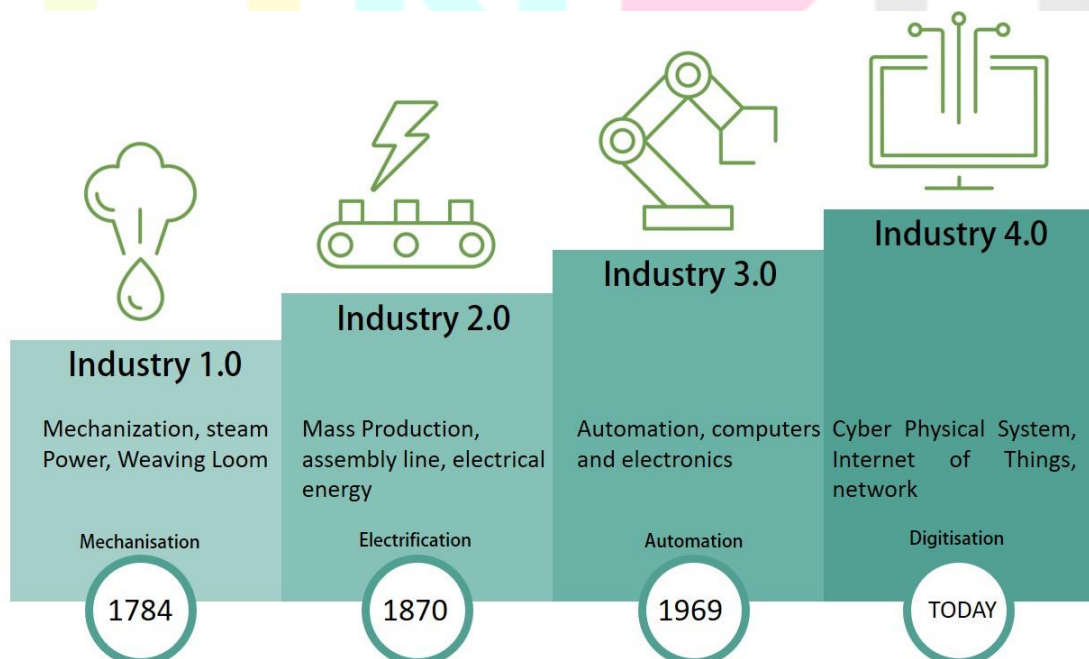 Industry 1.0
Mechanization, steam
Power, Weaving Loom
Mechanisation
1784
Industry 2.0
Mass Production,
assembly line, electrical
energy
Electrification
1870
Industry 3.0
Automation, computers
and electronics
Automation
1969
Industry 4.0
Cyber Physical System,
Internet of Things,
network
Digitisation
TODAY